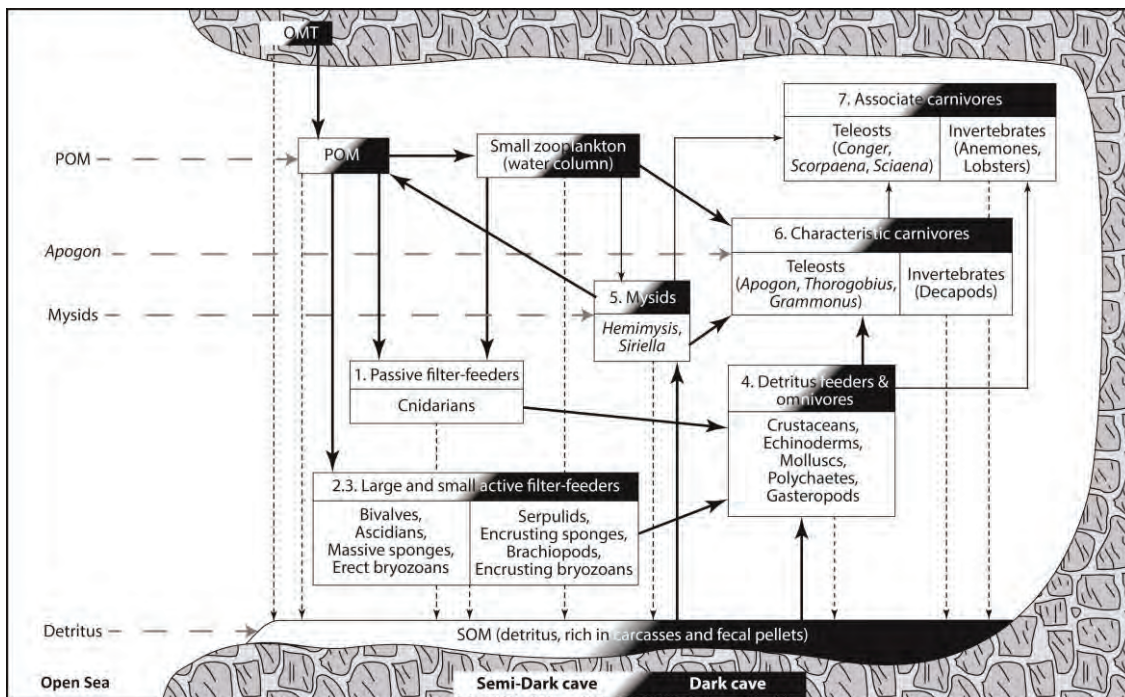 OMT
7. Associate carnivores
Teleosts
(Conger,
Scorpaena, Sciaena)
Invertebrates
(Anemones,
Lobsters)
POM
POM
Small zooplankton
(water column)
6. Characteristic carnivores
Teleosts
(Apogon, Thorogobius,
Grammonus)
Invertebrates
(Decapods)
Apogon
Mysids
5. Mysids
Hemimysis,
Siriella
1. Passive filter-feeders
Cnidarians
4. Detritus feeders &
omnivores
Crustaceans,
Echinoderms,
Molluscs,
Polychaetes,
Gasteropods
2.3. Large and small active filter-feeders
Bivalves,
Ascidians,
Massive sponges,
Erect bryozoans
Serpulids,
Encrusting sponges,
Brachiopods,
Encrusting bryozoans
Detritus
SOM (detritus, rich in carcasses and fecal pellets)
Open Sea
Semi-Dark cave
Dark cave